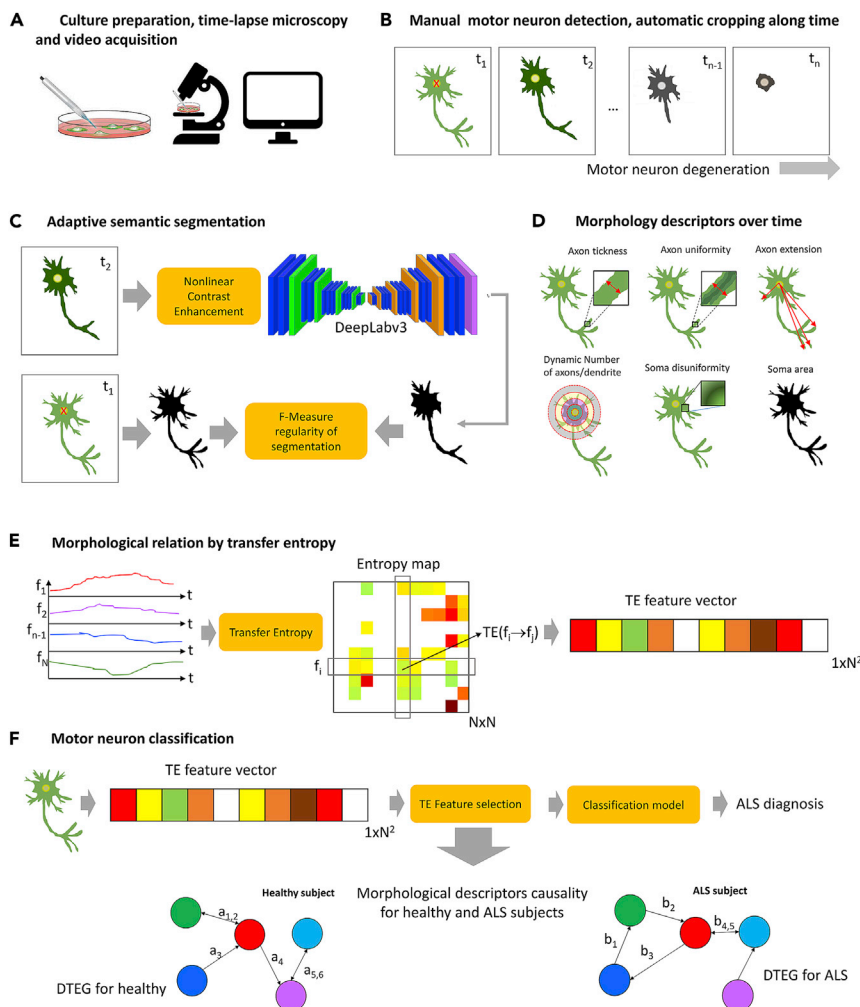 A Culture preparation, time-lapse microscopy
and video acquisition
B Manual motor neuron detection, automatic cropping along time
t1
t2
...
tn-1
tn
Motor neuron degeneration
C Adaptive semantic segmentation
t2
Nonlinear
Contrast
Enhancement
DeepLabv3
t1
X
F-Measure
regularity of
segmentation
D Morphology descriptors over time
Axon tickness
Axon uniformity
Axon extension
Dynamic Number
of axons/dendrite
Soma disuniformity
Soma area
E Morphological relation by transfer entropy
f1
t
f2
t
fn-1
t
fN
t
Transfer Entropy
Entropy map
fi
TE(fi→fj)
NxN
TE feature vector
1xN2
F Motor neuron classification
TE feature vector
1xN2
TE Feature selection
Classification model
ALS diagnosis
Morphological descriptors causality
for healthy and ALS subjects
Healthy subject
a1,2
a3
a4
a5,6
DTEG for healthy
ALS subject
b2
b4,5
b1
b3
DTEG for ALS